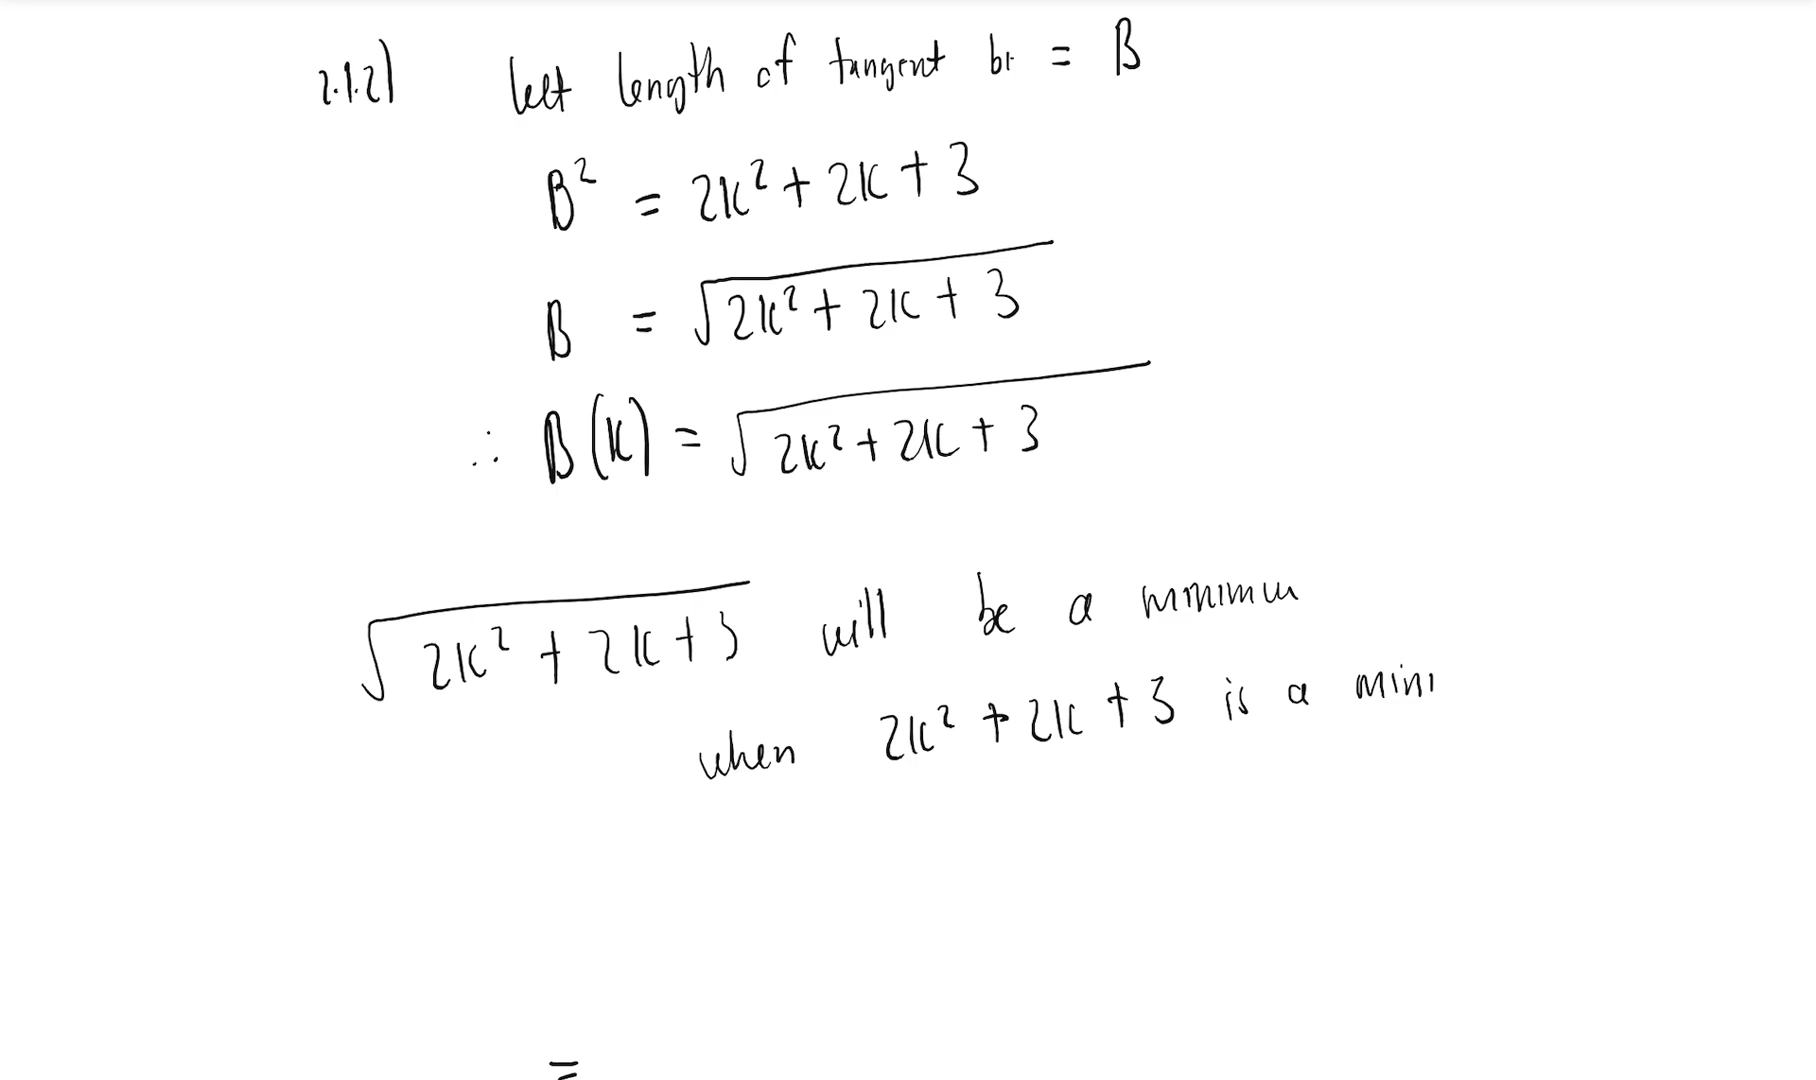 2.1.2) let length of tangent be = B
B² = 2k² + 2k + 3
B = √2k² + 2k + 3
∴ B(k) = √2k² + 2k + 3
√2k² + 2k + 3 will be a minimum
when 2k² + 2k + 3 is a mini
=